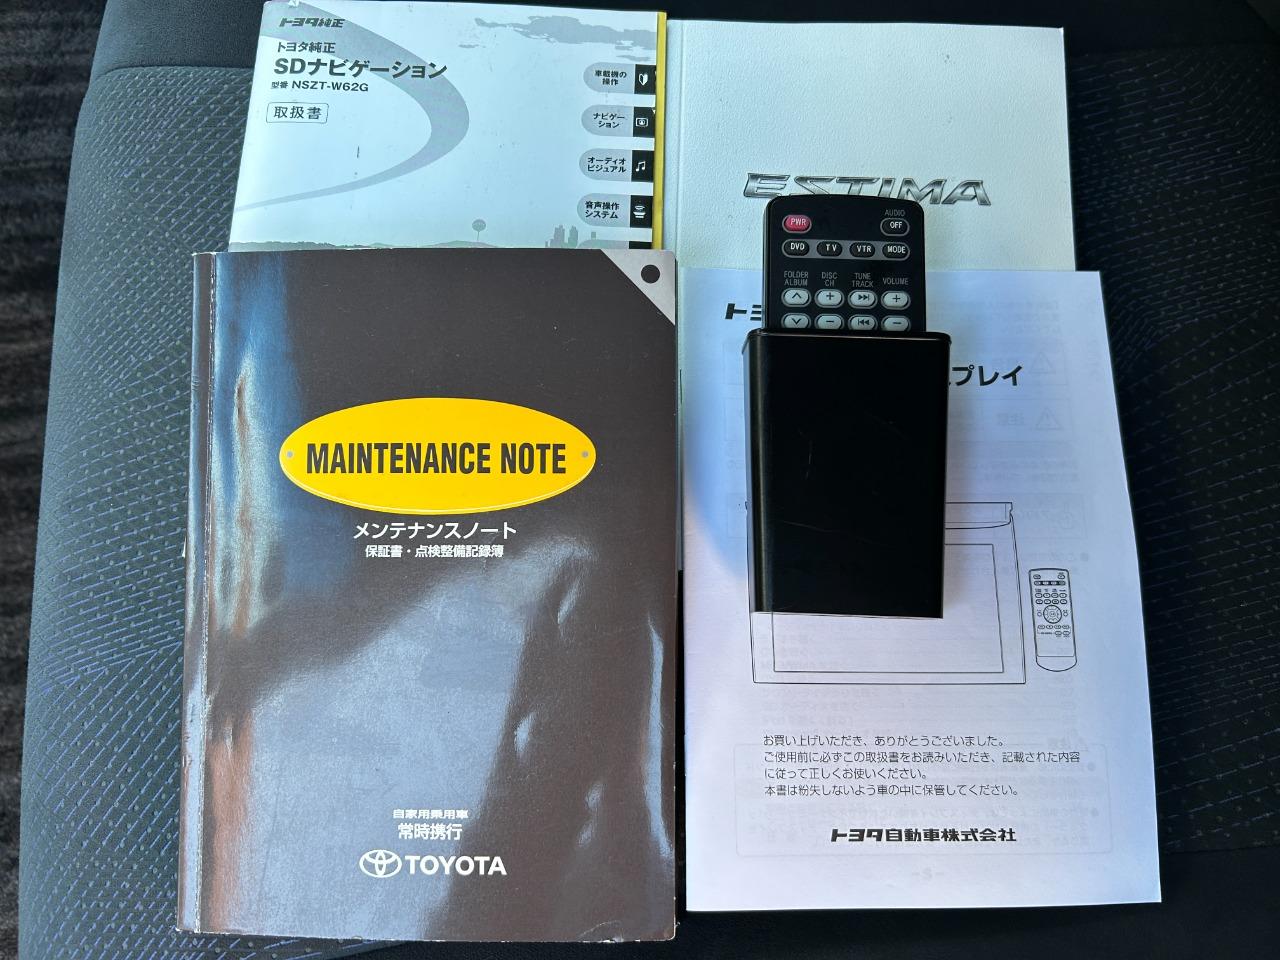 トヨタ純正
トヨタ純正
SDナビゲーション
型番 NSZT-W62G
取扱書
車載機の
操作
ナビゲー
ション
オーディオ
ビジュアル
音声操作
システム
ESTIMA
PWR
AUDIO
OFF
DVD
TV
VTR
MODE
FOLDER
ALBUM
DISC
CH
TUNE
TRACK
VOLUME
トヨ
プレイ
MAINTENANCE NOTE
メンテナンスノート
保証書・点検整備記録簿
自家用乗用車
常時携行
TOYOTA
お買い上げいただき、ありがとうございました。
ご使用前に必ずこの取扱書をお読みいただき、記載された内容
に従って正しくお使いください。
本書は紛失しないよう車の中に保管してください。
トヨタ自動車株式会社